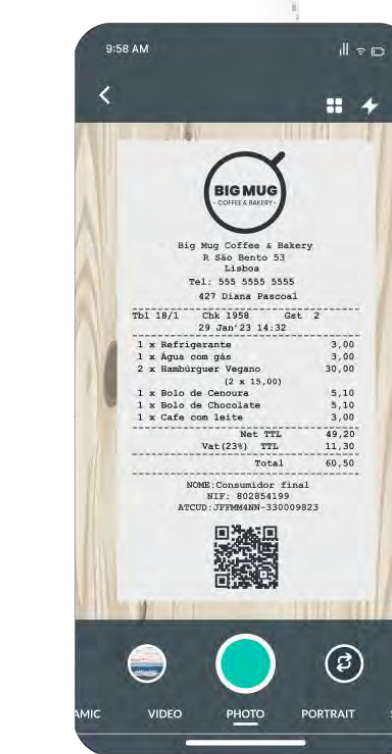 9:58 AM
BIG MUG
- COFFEE & BAKERY -
Big Mug Coffee & Bakery
R São Bento 53
Lisboa
Tel: 555 5555 5555
427 Diana Pascoal
Tbl 18/1 Chk 1958 Gst 2
29 Jan'23 14:32
1 x Refrigerante 3,00
1 x Água com gás 3,00
2 x Hambúrguer Vegano 30,00
(2 x 15,00)
1 x Bolo de Cenoura 5,10
1 x Bolo de Chocolate 5,10
1 x Cafe com leite 3,00
Net TTL 49,20
Vat(23%) TTL 11,30
Total 60,50
NOME:Consumidor final
NIF: 802854199
ATCUD:JFFMM4NN-330009823
AMIC VIDEO PHOTO PORTRAIT